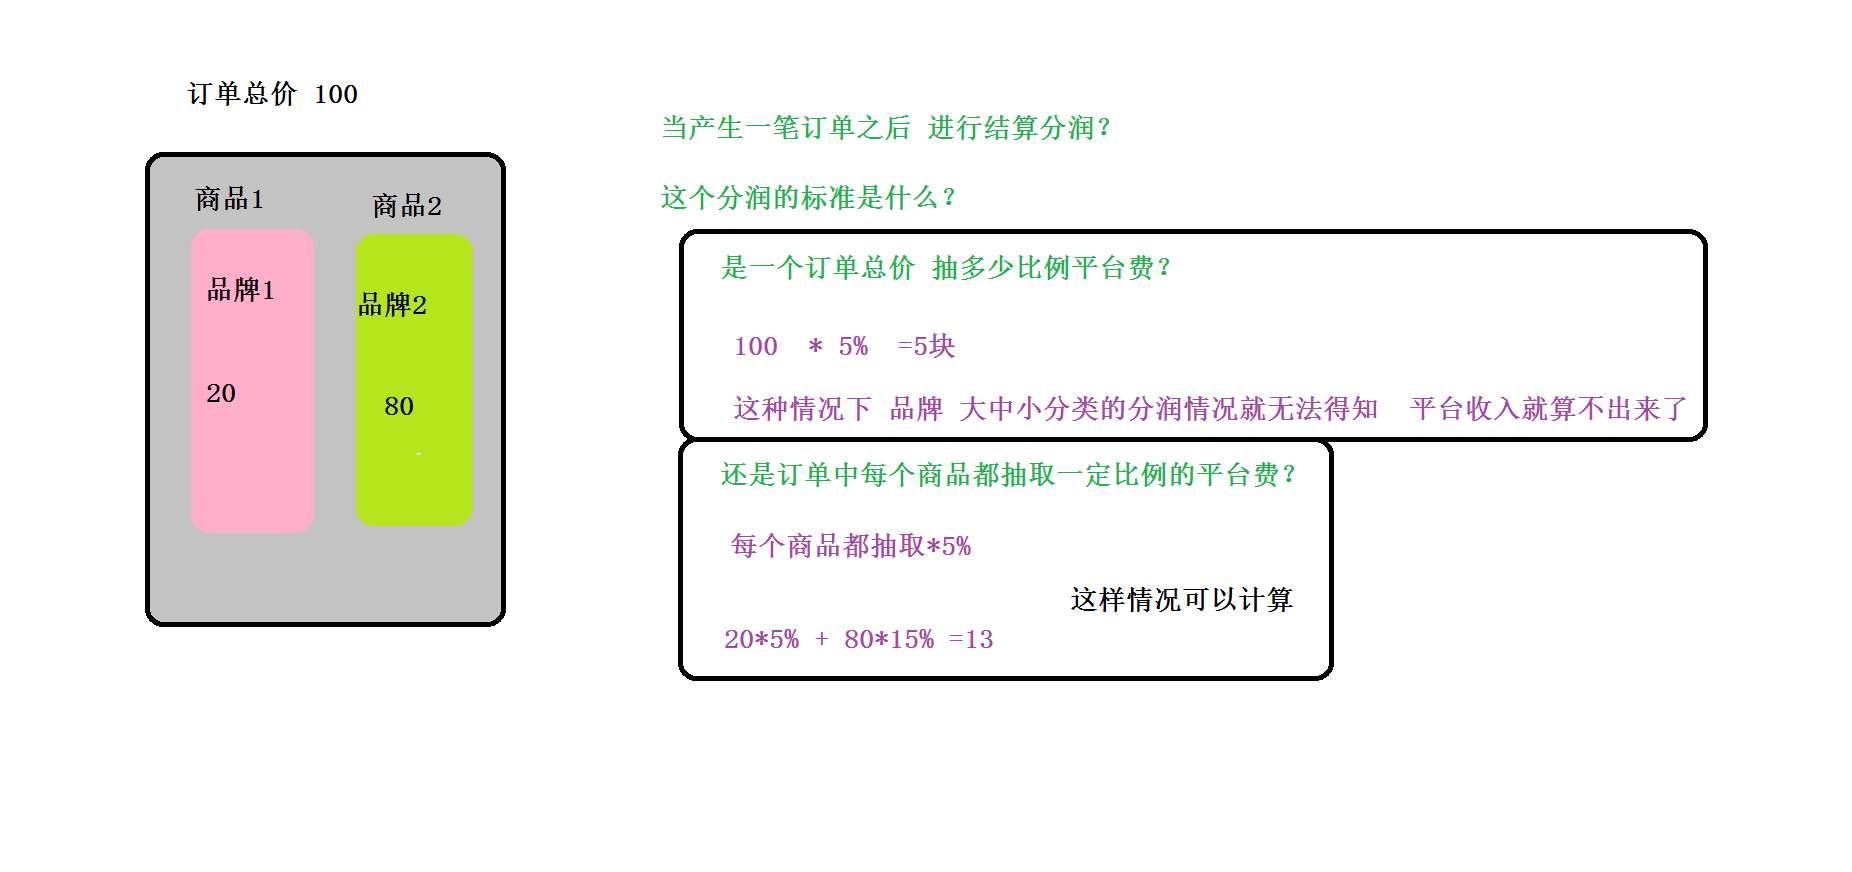 订单总价 100
商品1
商品2
品牌1
品牌2
20
80
当产生一笔订单之后 进行结算分润？
这个分润的标准是什么？
是一个订单总价 抽多少比例平台费？
100 * 5% =5块
这种情况下 品牌 大中小分类的分润情况就无法得知 平台收入就算不出来了
还是订单中每个商品都抽取一定比例的平台费？
每个商品都抽取*5%
这样情况可以计算
20*5% + 80*15% =13